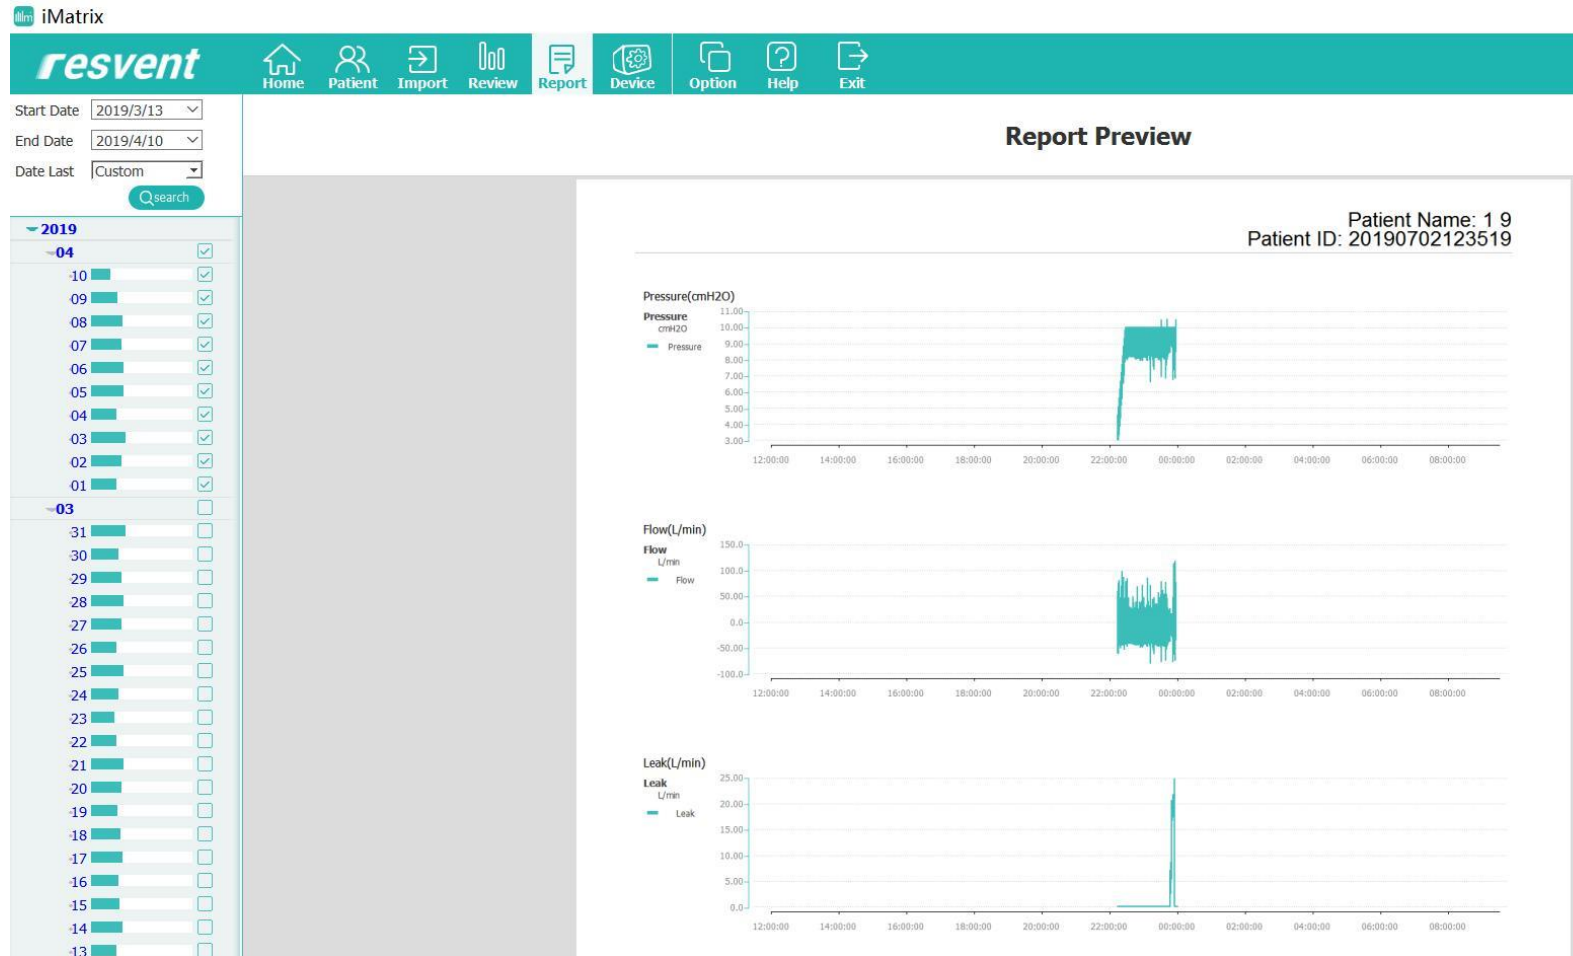 iMatrix
resvent
Home Patient Import Review Report Device Option Help Exit
Start Date 2019/3/13
End Date 2019/4/10
Date Last Custom
search
Report Preview
2019
04
10
09
08
07
06
05
04
03
02
01
03
31
30
29
28
27
26
25
24
23
22
21
20
19
18
17
16
15
14
13
Patient Name: 1 9
Patient ID: 20190702123519
Pressure(cmH2O)
Pressure
cmH2O
Pressure
11.00
10.00
9.00
8.00
7.00
6.00
5.00
4.00
3.00
12:00:00 14:00:00 16:00:00 18:00:00 20:00:00 22:00:00 00:00:00 02:00:00 04:00:00 06:00:00 08:00:00
Flow(L/min)
Flow
L/min
Flow
150.0
100.0
50.00
0.0
-50.00
-100.0
12:00:00 14:00:00 16:00:00 18:00:00 20:00:00 22:00:00 00:00:00 02:00:00 04:00:00 06:00:00 08:00:00
Leak(L/min)
Leak
L/min
Leak
25.00
20.00
15.00
10.00
5.00
0.0
12:00:00 14:00:00 16:00:00 18:00:00 20:00:00 22:00:00 00:00:00 02:00:00 04:00:00 06:00:00 08:00:00